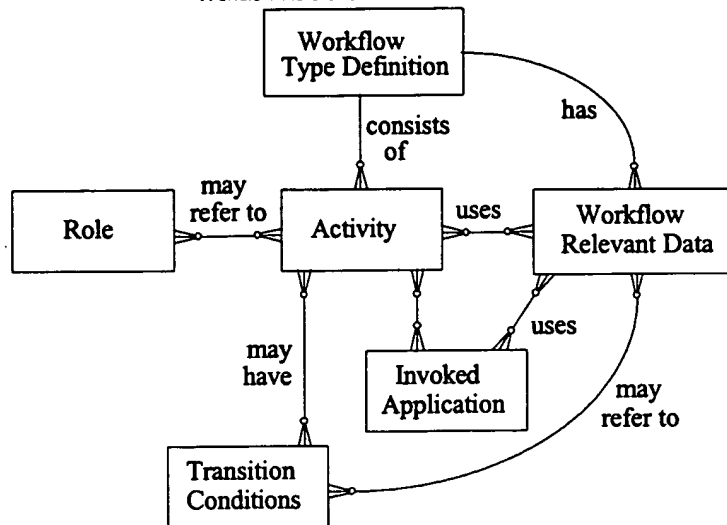 Workflow
Type Definition
consists
of
has
may
refer to
uses
Role
Activity
Workflow
Relevant Data
may
have
uses
Invoked
Application
may
refer to
Transition
Conditions